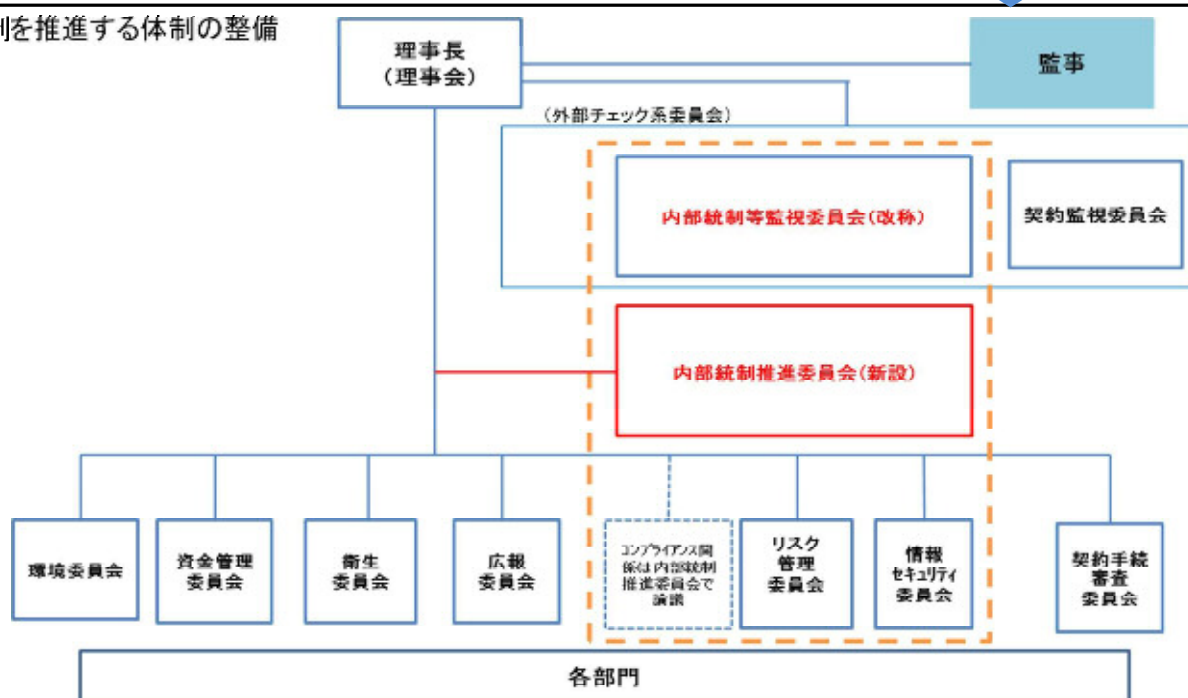 を推進する体制の整備
理事長
（理事会）
監事
（外部チェック系委員会）
内部統制等監視委員会（改称）
契約監視委員会
内部統制推進委員会（新設）
環境委員会
資金管理
委員会
衛生
委員会
広報
委員会
コンプライアンス関
係は内部統制
推進委員会で
議論
リスク
管理
委員会
情報
セキュリティ
委員会
契約手続
審査
委員会
各部門